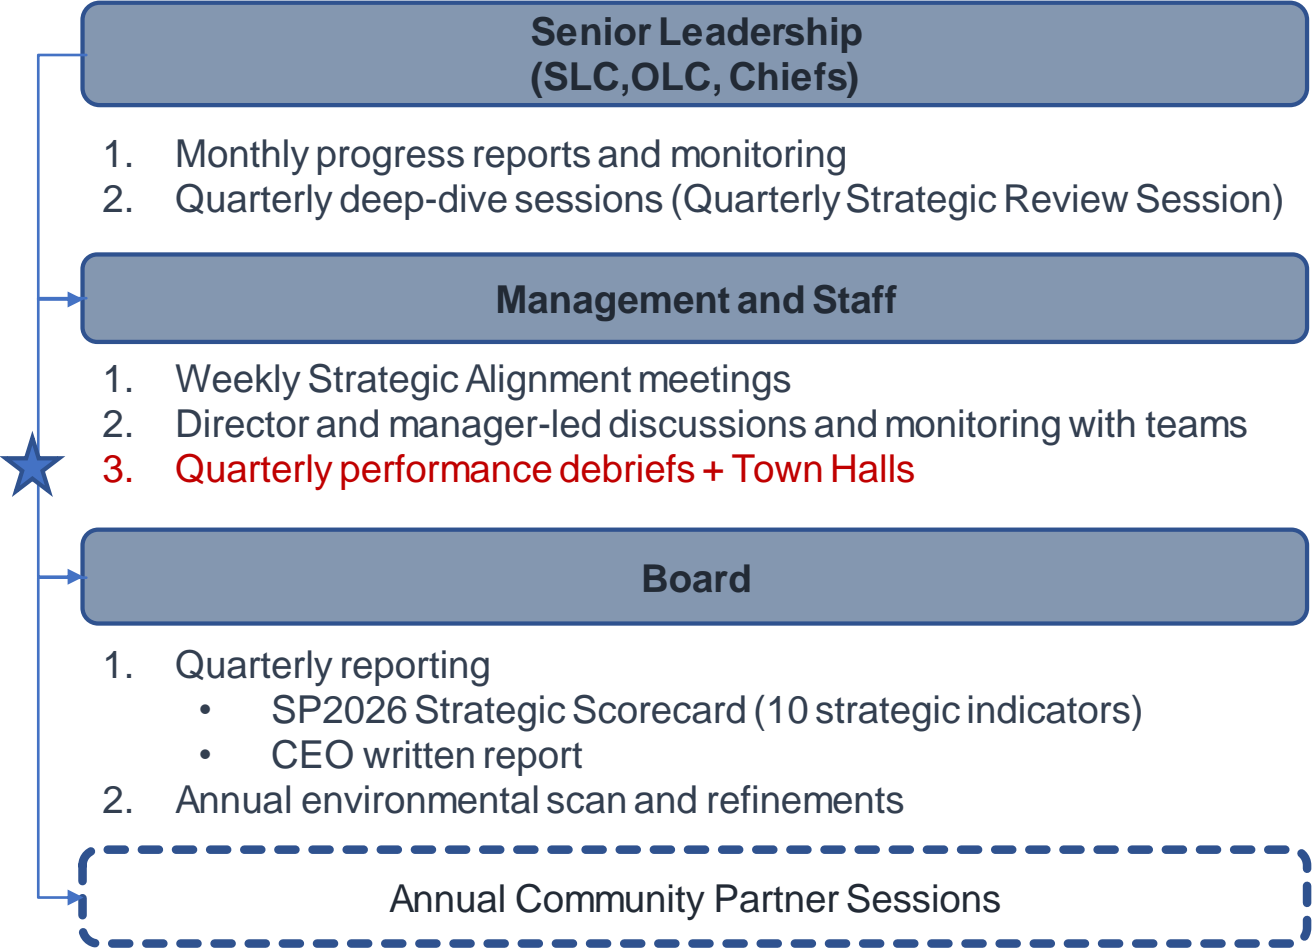 Senior Leadership
(SLC,OLC, Chiefs)
1. Monthly progress reports and monitoring
2. Quarterly deep-dive sessions (Quarterly Strategic Review Session)
Management and Staff
1. Weekly Strategic Alignment meetings
2. Director and manager-led discussions and monitoring with teams
3. Quarterly performance debriefs + Town Halls
Board
1. Quarterly reporting
• SP2026 Strategic Scorecard (10 strategic indicators)
• CEO written report
2. Annual environmental scan and refinements
Annual Community Partner Sessions